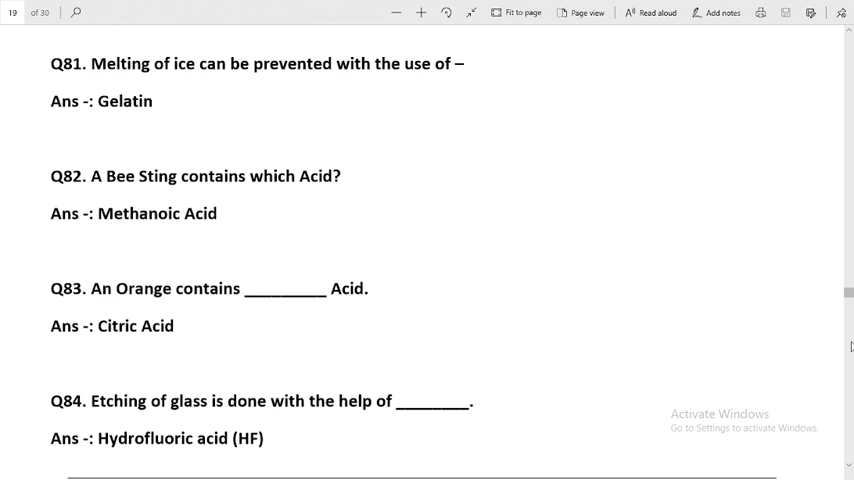 19 of 30 Fit to page Page view Read aloud Add notes
Q81. Melting of ice can be prevented with the use of –
Ans -: Gelatin
Q82. A Bee Sting contains which Acid?
Ans -: Methanoic Acid
Q83. An Orange contains _________ Acid.
Ans -: Citric Acid
Q84. Etching of glass is done with the help of ________.
Ans -: Hydrofluoric acid (HF)
Activate Windows
Go to Settings to activate Windows.